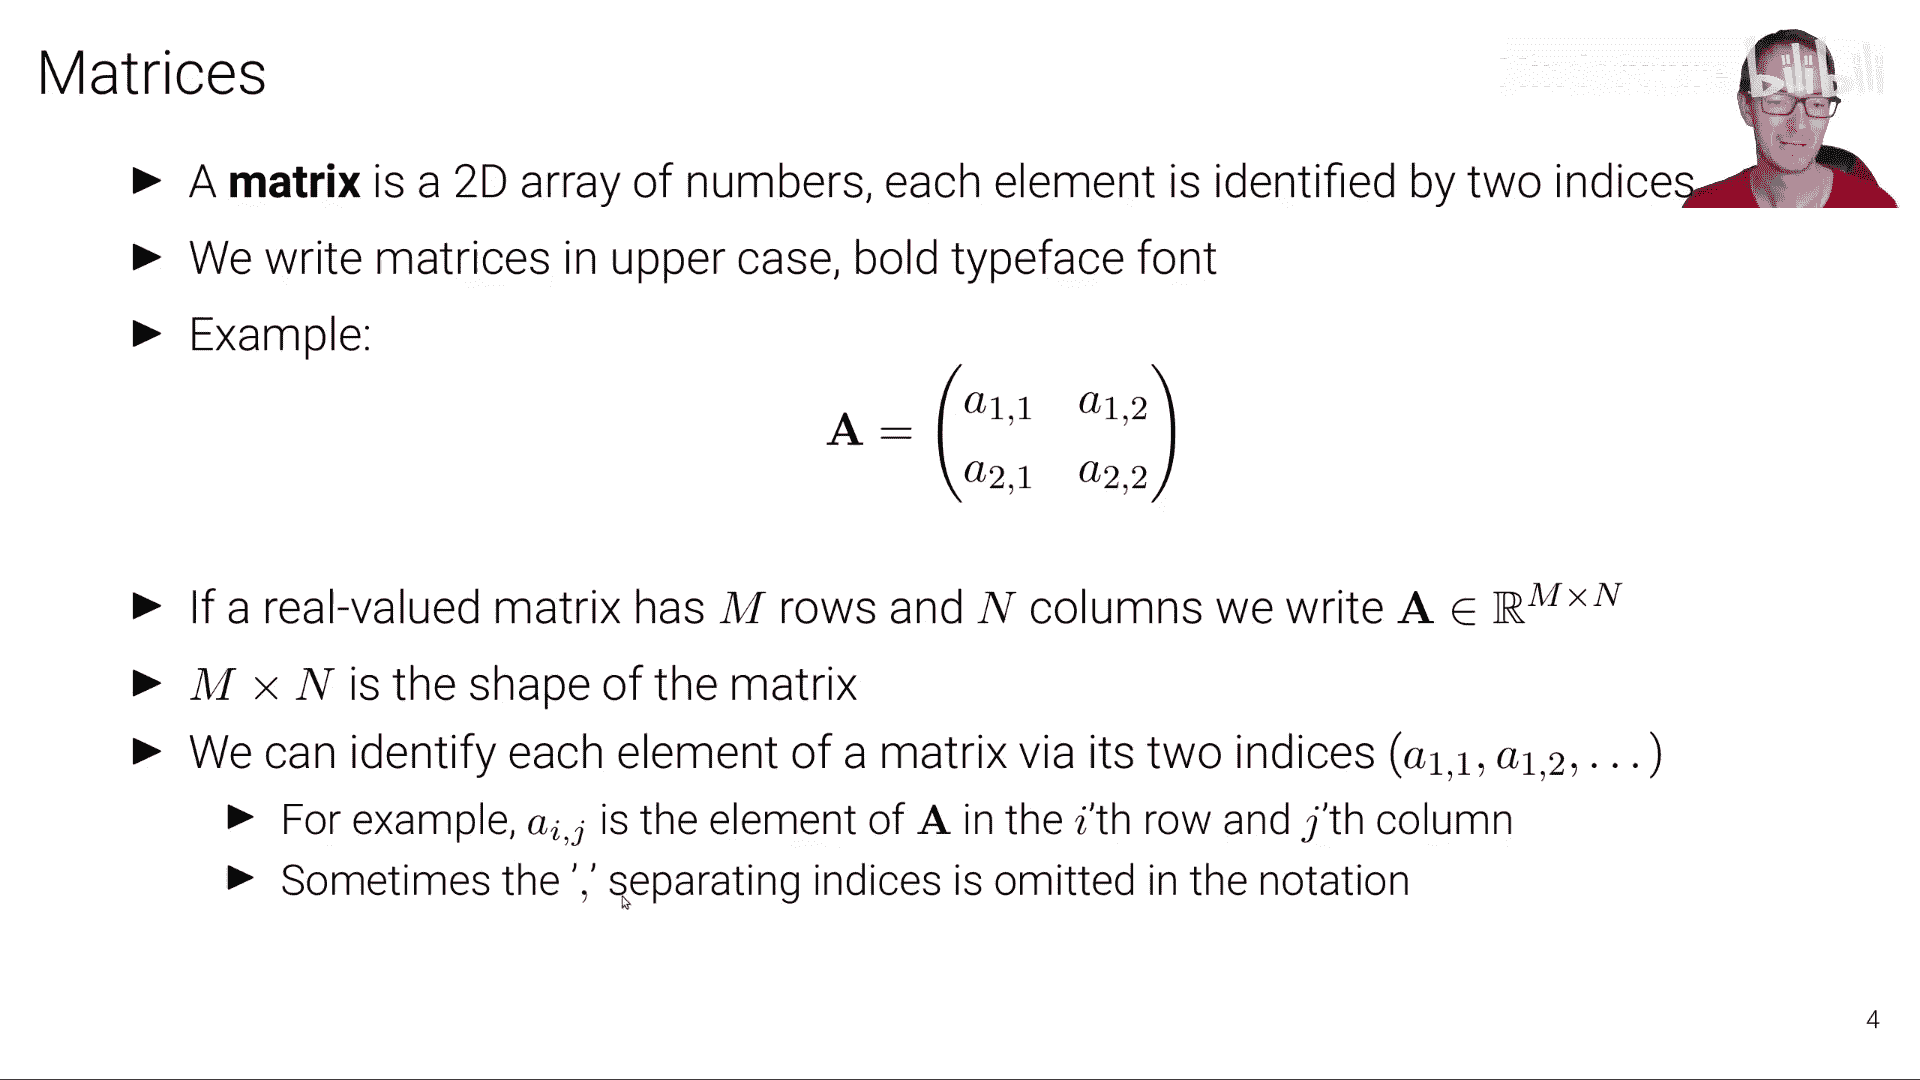 Matrices
bilibili
▶ A matrix is a 2D array of numbers, each element is identified by two indices
▶ We write matrices in upper case, bold typeface font
▶ Example:
A = ( a1,1 a1,2
a2,1 a2,2 )
▶ If a real-valued matrix has M rows and N columns we write A ∈ ℝ^{M×N}
▶ M × N is the shape of the matrix
▶ We can identify each element of a matrix via its two indices (a1,1, a1,2, . . . )
▶ For example, ai,j is the element of A in the i’th row and j’th column
▶ Sometimes the ’,’ separating indices is omitted in the notation
4